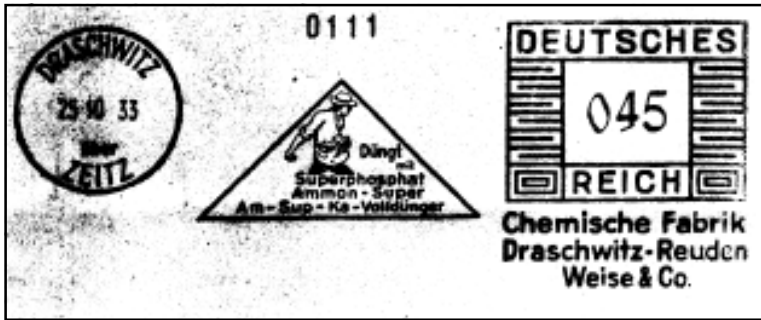 DRASCHWITZ
25 10 33
über
ZEITZ
0111
Düngt
mit
Superphosphat
Ammon-Super
Am-Sup-Ka-Volldünger
DEUTSCHES
045
REICH
Chemische Fabrik
Draschwitz-Reuden
Weise & Co.